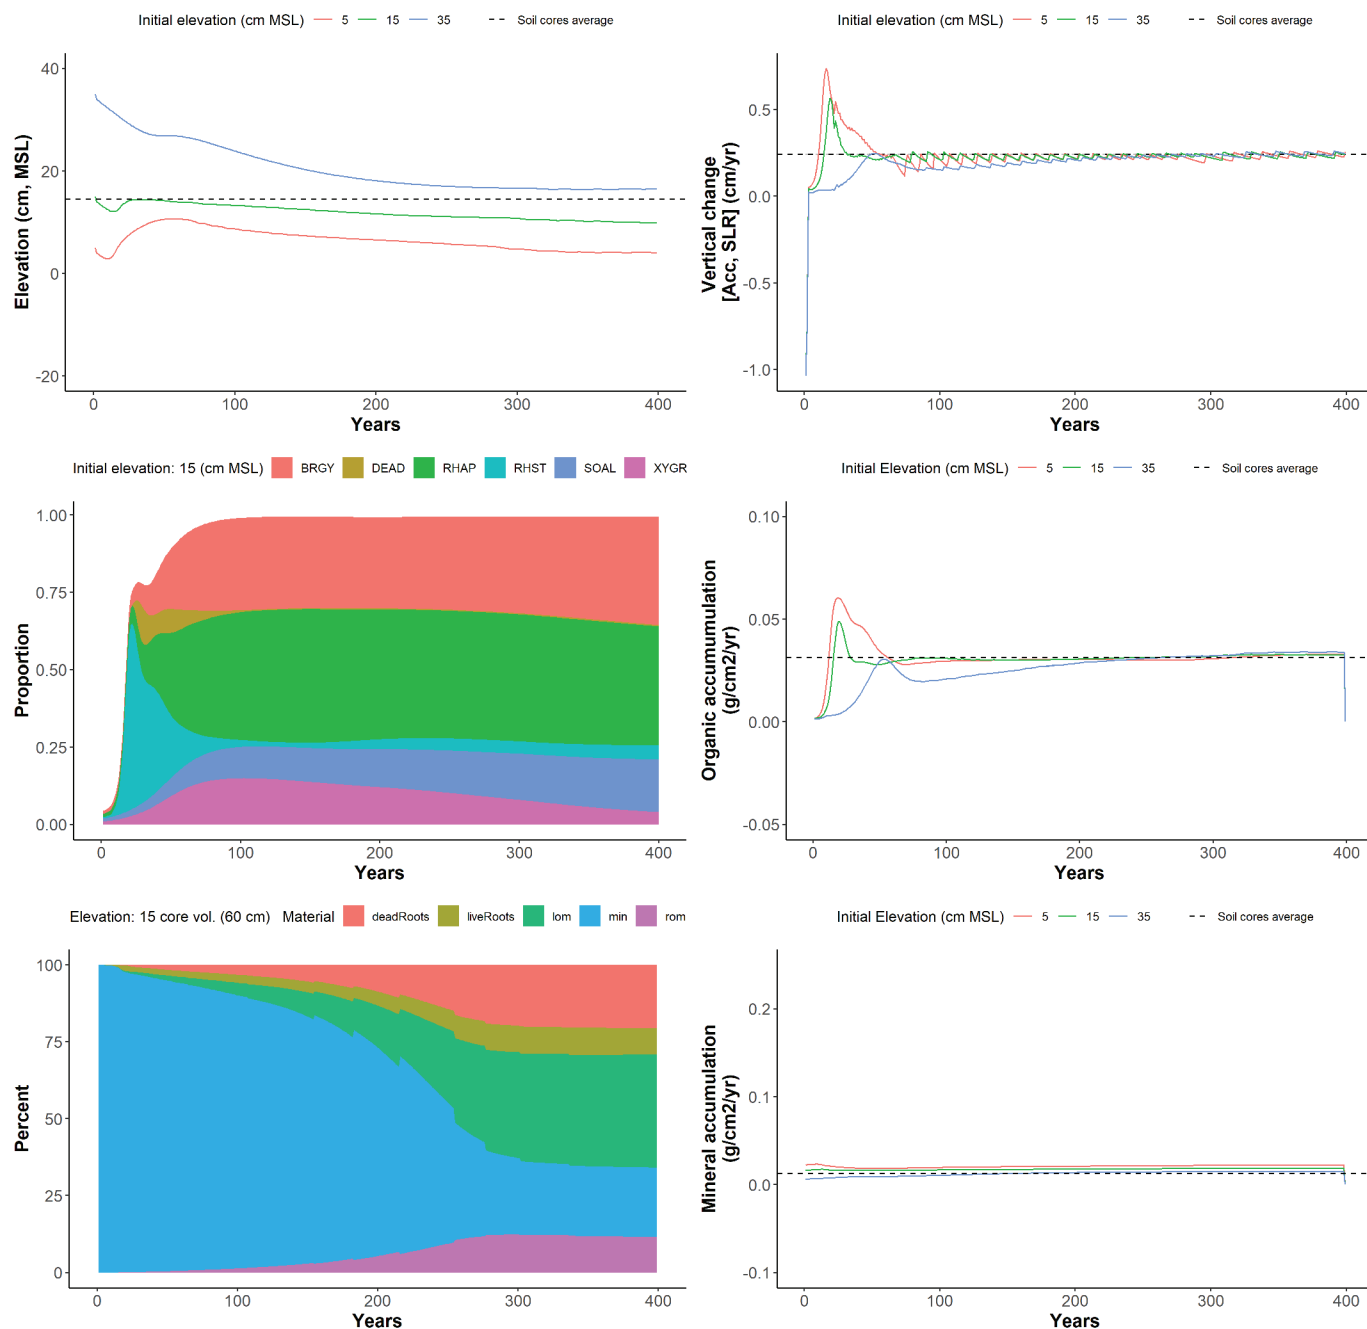 Initial elevation (cm MSL) 5 15 35 Soil cores average
40
20
0
-20
Elevation (cm, MSL)
0 100 200 300 400
Years
Initial elevation (cm MSL) 5 15 35 Soil cores average
0.5
0.0
-0.5
-1.0
Vertical change
[Acc, SLR] (cm/yr)
0 100 200 300 400
Years
Initial elevation: 15 (cm MSL) BRGY DEAD RHAP RHST SOAL XYGR
1.00
0.75
0.50
0.25
0.00
Proportion
0 100 200 300 400
Years
Initial Elevation (cm MSL) 5 15 35 Soil cores average
0.10
0.05
0.00
-0.05
Organic accumumulation
(g/cm2/yr)
0 100 200 300 400
Years
Elevation: 15 core vol. (60 cm) Material deadRoots liveRoots lom min rom
100
75
50
25
0
Percent
0 100 200 300 400
Years
Initial Elevation (cm MSL) 5 15 35 Soil cores average
0.2
0.1
0.0
-0.1
Mineral accumulation
(g/cm2/yr)
0 100 200 300 400
Years